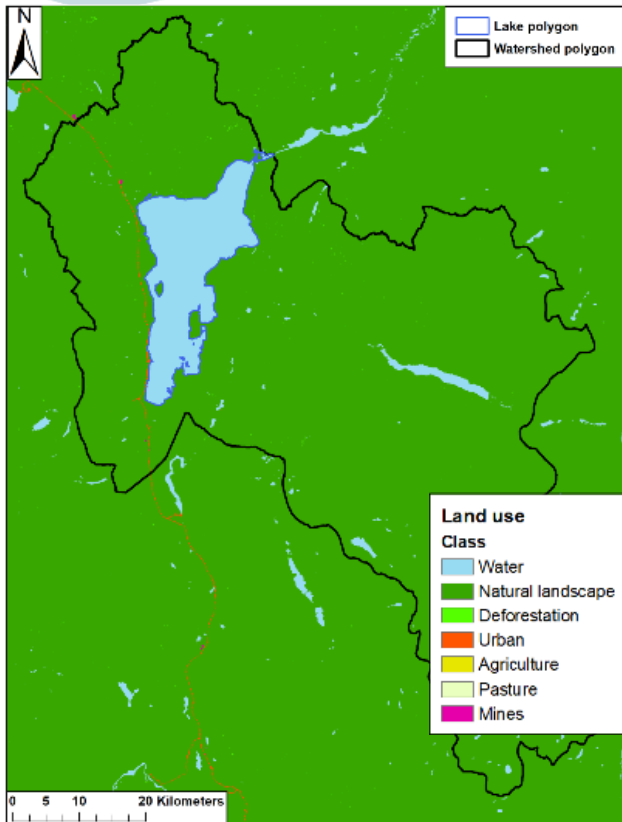 N
Lake polygon
Watershed polygon
Land use
Class
Water
Natural landscape
Deforestation
Urban
Agriculture
Pasture
Mines
0 5 10 20 Kilometers